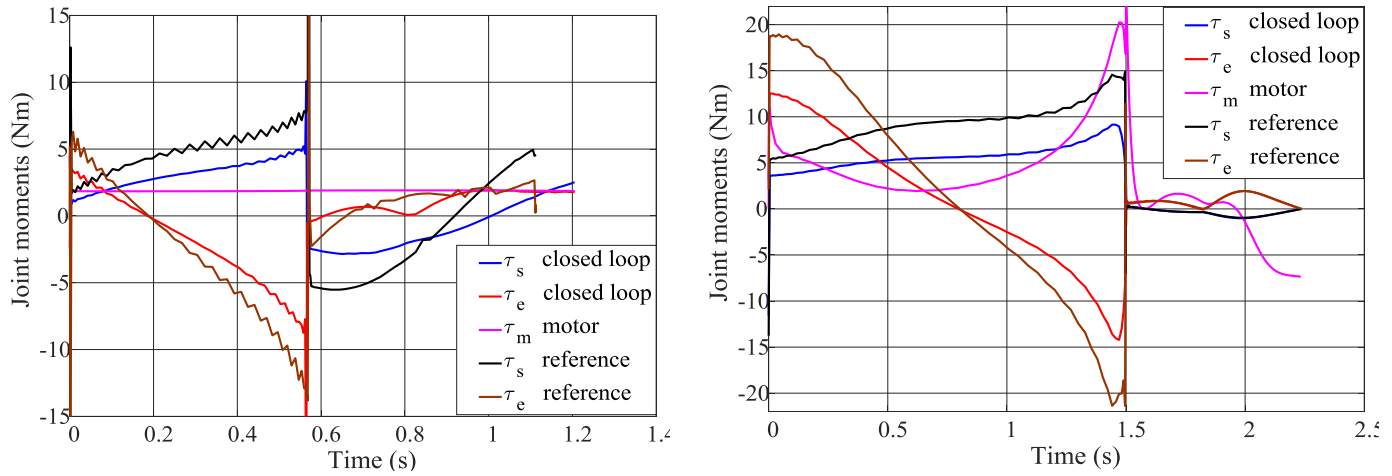 15
10
5
0
-5
-10
-15
Joint moments (Nm)
τs closed loop
τe closed loop
τm motor
τs reference
τe reference
0
0.2
0.4
0.6
0.8
1
1.2
1.4
Time (s)
20
15
10
5
0
-5
-10
-15
-20
Joint moments (Nm)
τs closed loop
τe closed loop
τm motor
τs reference
τe reference
0
0.5
1
1.5
2
2.5
Time (s)